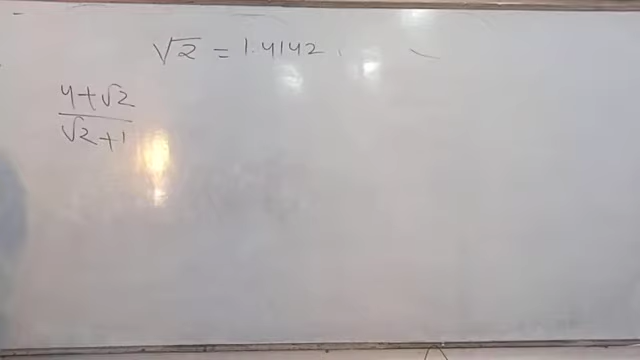 √2 = 1.4142.
4+√2
√2+1